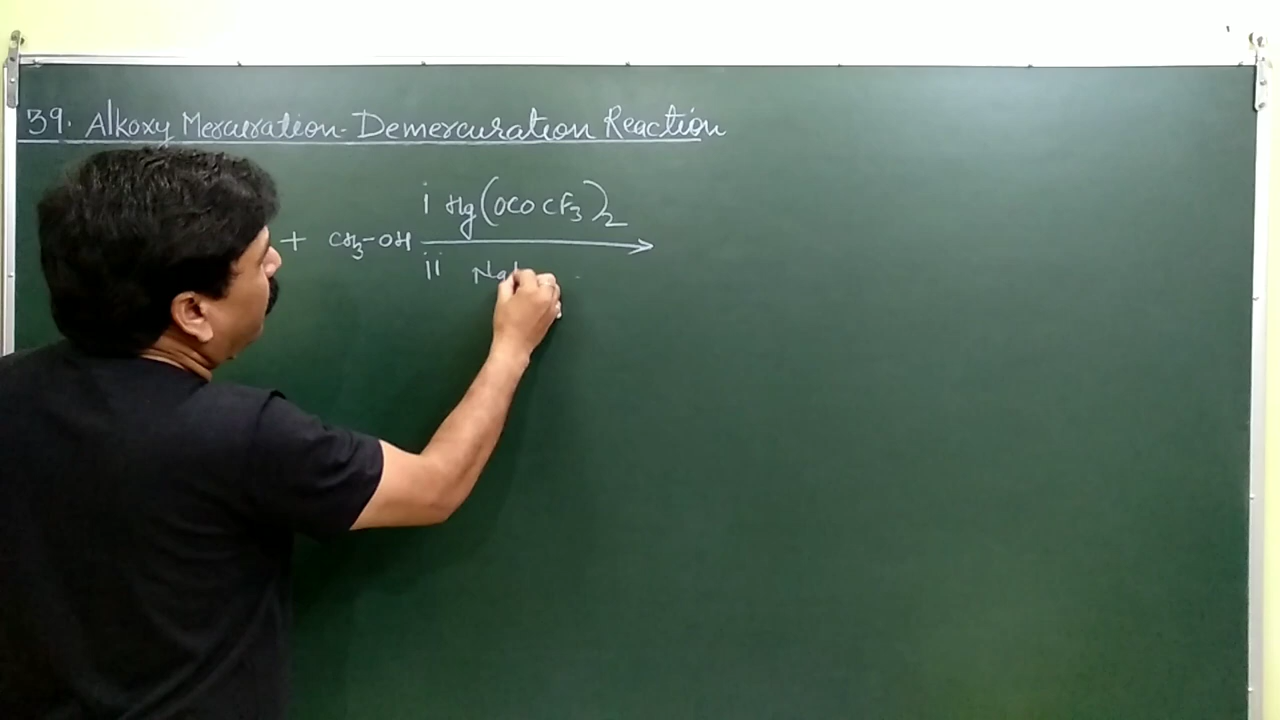 39. Alkoxy Mercuration-Demercuration Reaction
i Hg(OCOCF₃)₂
+ CH₃-OH
ii